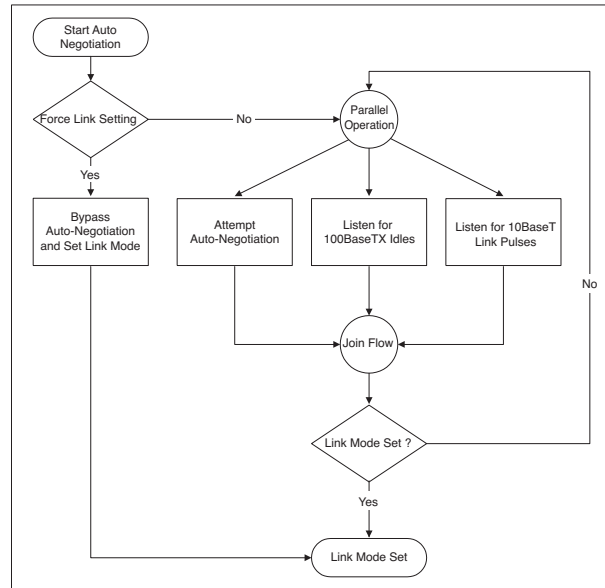 Start Auto
Negotiation
Force Link Setting
No
Parallel
Operation
Yes
Bypass
Auto-Negotiation
and Set Link Mode
Attempt
Auto-Negotiation
Listen for
100BaseTX Idles
Listen for 10BaseT
Link Pulses
No
Join Flow
Link Mode Set ?
Yes
Link Mode Set